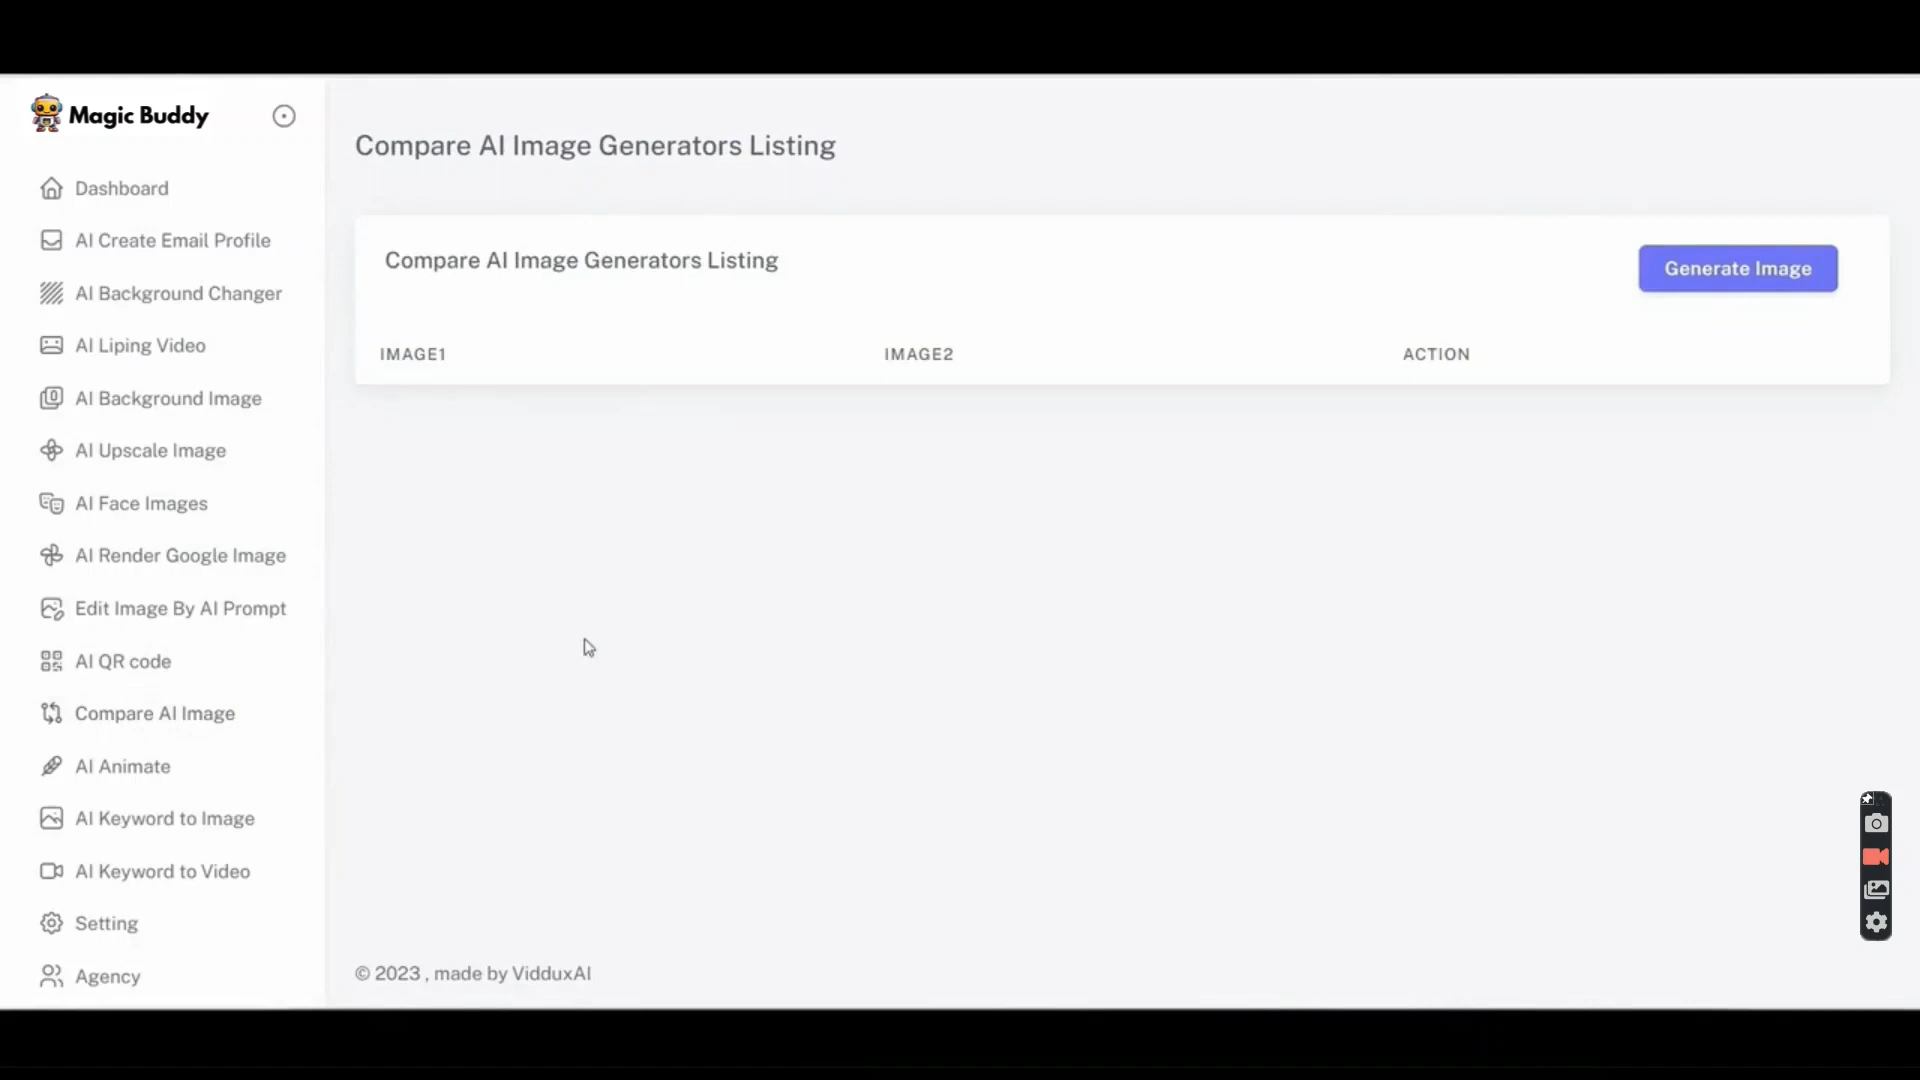 Magic Buddy
Dashboard
AI Create Email Profile
AI Background Changer
AI Liping Video
AI Background Image
AI Upscale Image
AI Face Images
AI Render Google Image
Edit Image By AI Prompt
AI QR code
Compare AI Image
AI Animate
AI Keyword to Image
AI Keyword to Video
Setting
Agency
Compare AI Image Generators Listing
Compare AI Image Generators Listing
Generate Image
IMAGE1 IMAGE2 ACTION
© 2023 , made by VidduxAI